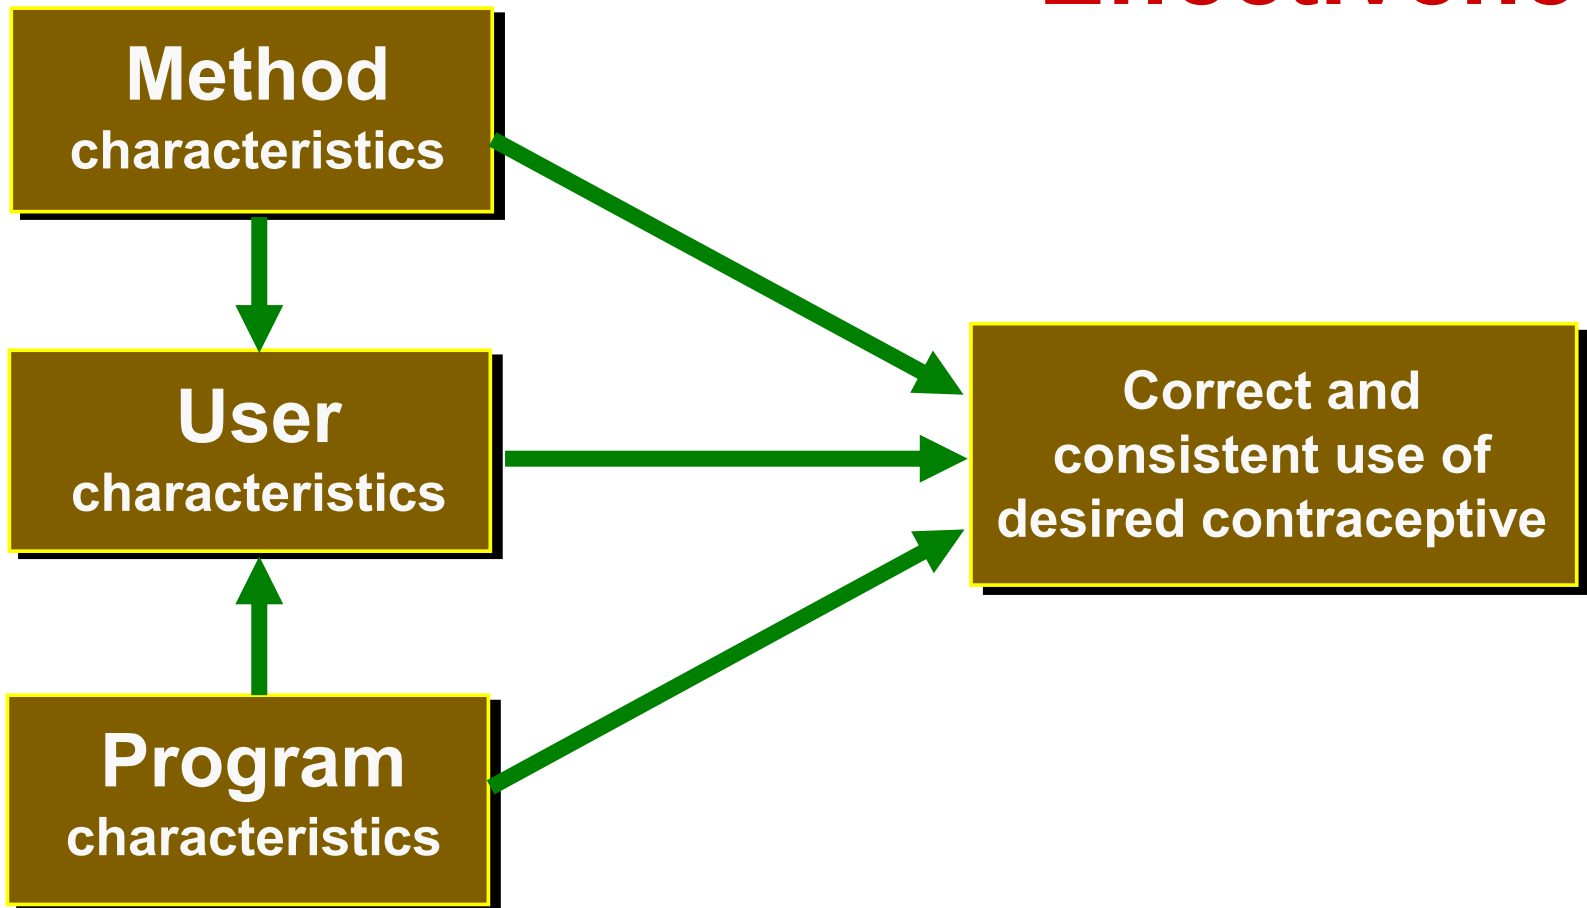 Method
characteristics
User
characteristics
Program
characteristics
Correct and
consistent use of
desired contraceptive